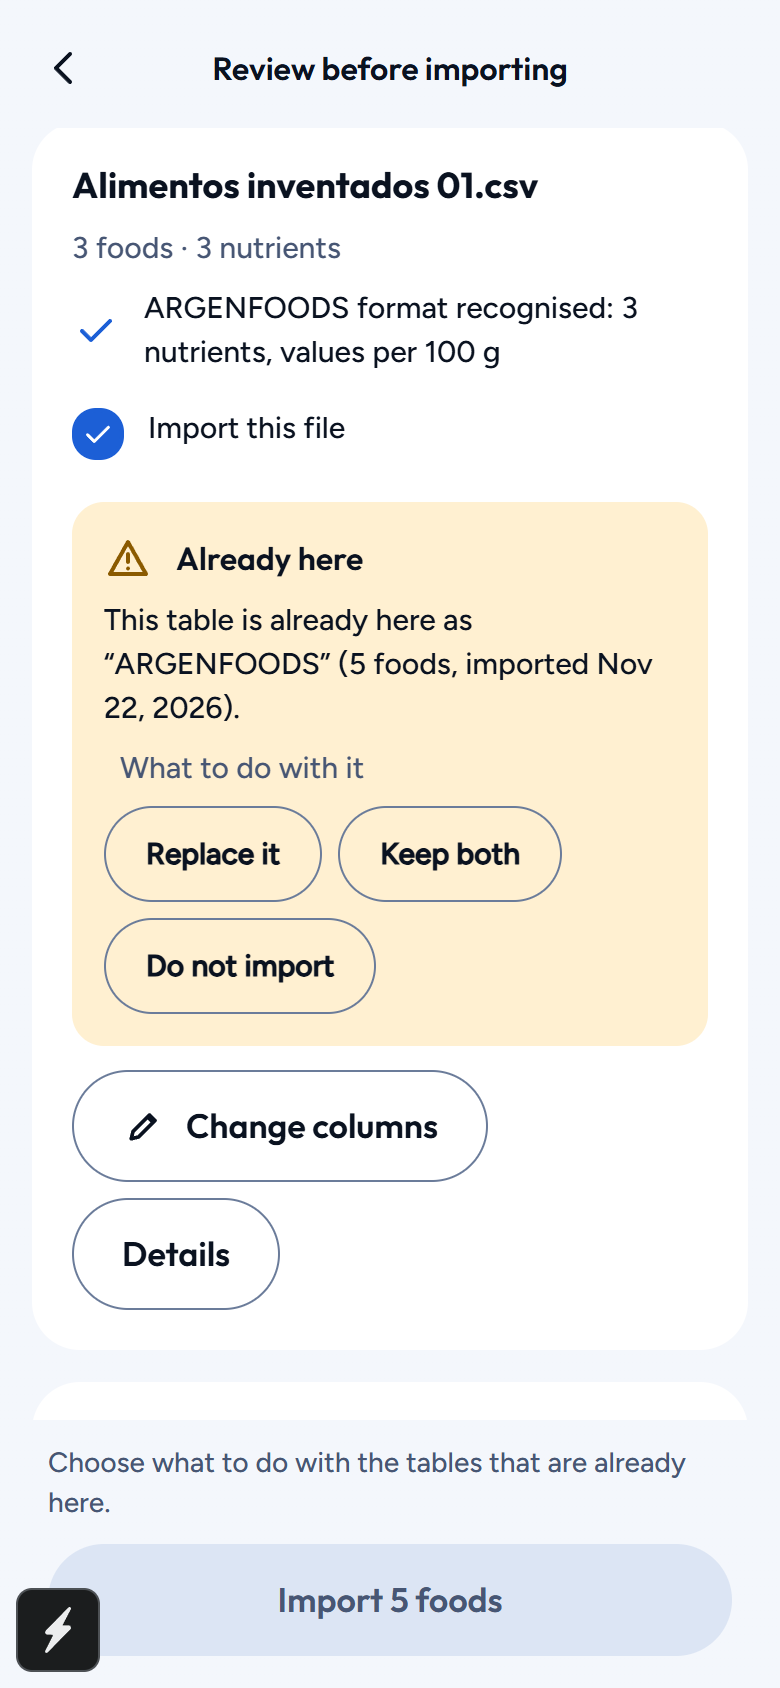 Review before importing
Alimentos inventados 01.csv
3 foods · 3 nutrients
ARGENFOODS format recognised: 3
nutrients, values per 100 g
Import this file
Already here
This table is already here as
“ARGENFOODS” (5 foods, imported Nov
22, 2026).
What to do with it
Replace it
Keep both
Do not import
Change columns
Details
Choose what to do with the tables that are already
here.
Import 5 foods